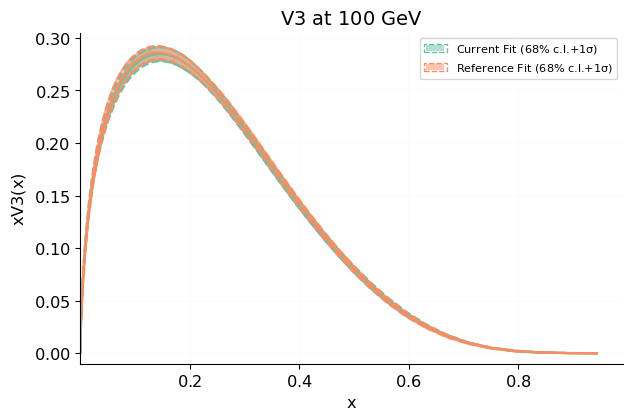 V3 at 100 GeV
Current Fit (68% c.l.+1σ)
Reference Fit (68% c.l.+1σ)
xV3(x)
0.30
0.25
0.20
0.15
0.10
0.05
0.00
0.2 0.4 0.6 0.8
x